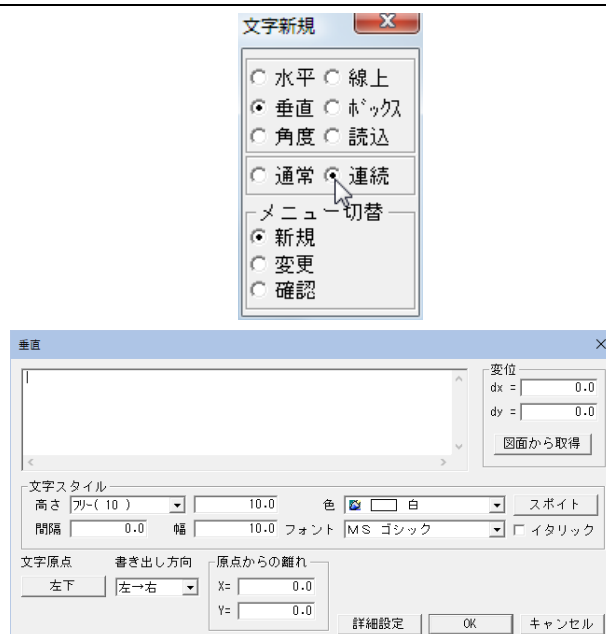 文字新規
水平 線上
垂直 ボックス
角度 読込
通常 連続
メニュー切替
新規
変更
確認
垂直
変位
dx = 0.0
dy = 0.0
図面から取得
文字スタイル
高さ フリー( 10 ) 10.0 色 白 スポイト
間隔 0.0 幅 10.0 フォント MS ゴシック イタリック
文字原点 書き出し方向 原点からの離れ
左下 左→右 X= 0.0
Y= 0.0
詳細設定 OK キャンセル